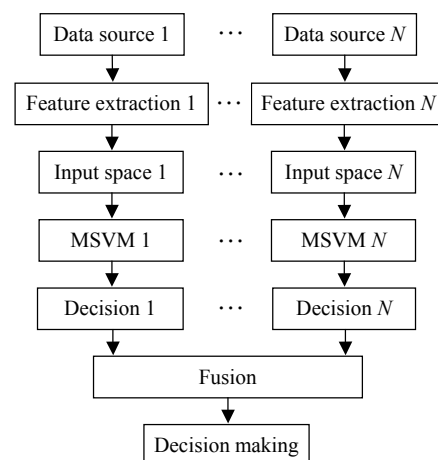 Data source 1 ··· Data source N
Feature extraction 1 ··· Feature extraction N
Input space 1 ··· Input space N
MSVM 1 ··· MSVM N
Decision 1 ··· Decision N
Fusion
Decision making